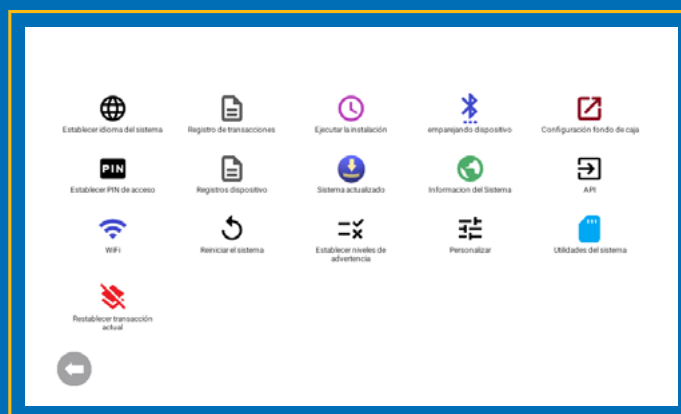 Establecer idioma del sistema
Registro de transacciones
Ejecutar la instalación
emparejando dispositivo
Configuración fondo de caja
PIN
Establecer PIN de acceso
Registros dispositivo
Sistema actualizado
Informacion del Sistema
API
WiFi
Reiniciar el sistema
Establecer niveles de
advertencia
Personalizar
Utilidades del sistema
Restablecer transacción
actual